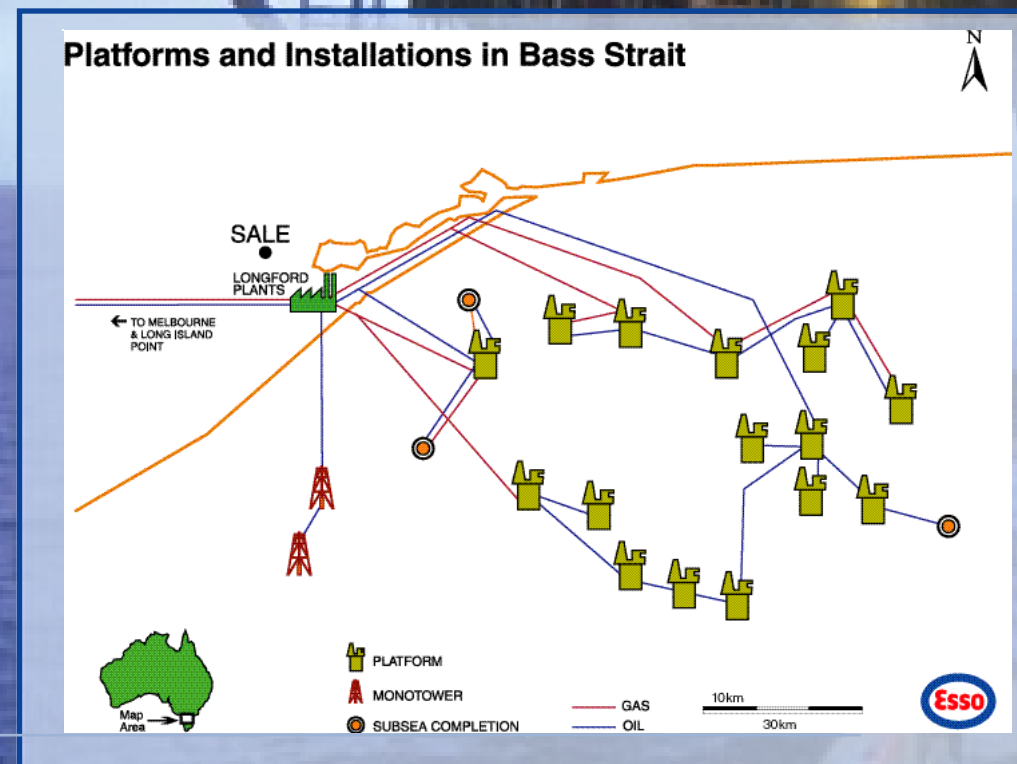 Platforms and Installations in Bass Strait
N
SALE
LONGFORD
PLANTS
TO MELBOURNE
& LONG ISLAND
POINT
Map
Area
PLATFORM
MONOTOWER
SUBSEA COMPLETION
GAS
OIL
10km
30km
Esso